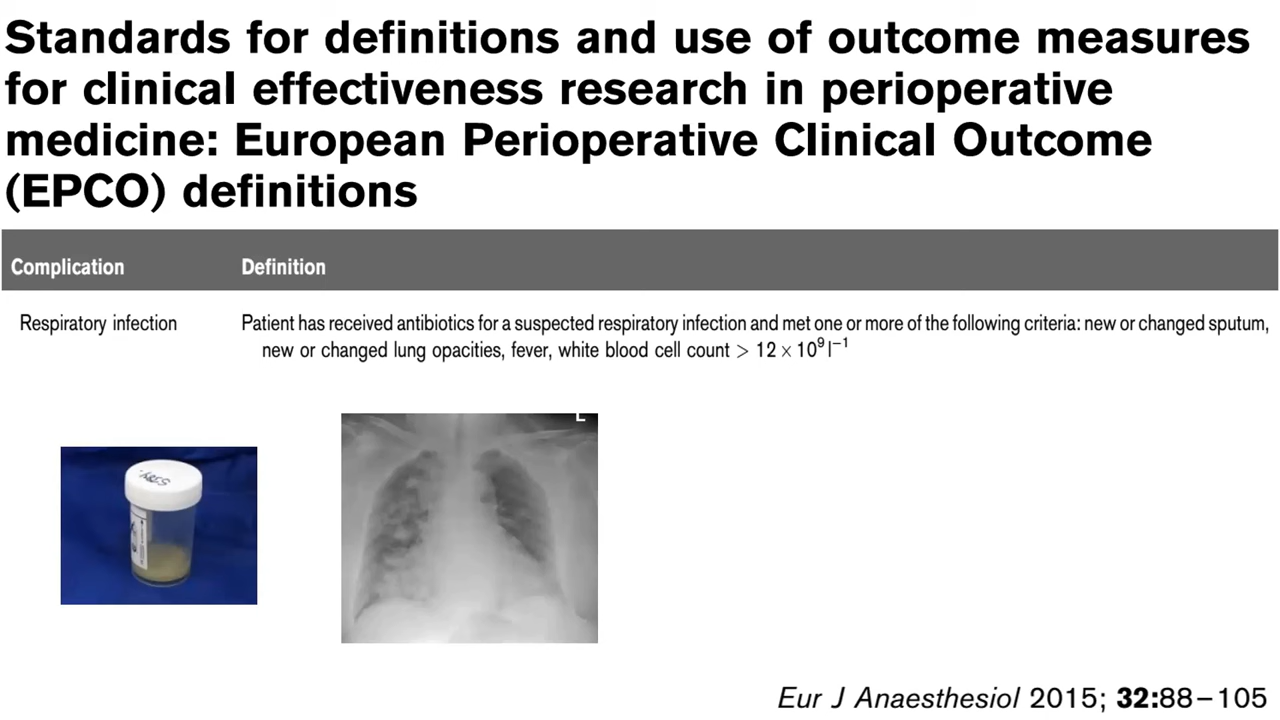 Standards for definitions and use of outcome measures
for clinical effectiveness research in perioperative
medicine: European Perioperative Clinical Outcome
(EPCO) definitions
Complication Definition
Respiratory infection Patient has received antibiotics for a suspected respiratory infection and met one or more of the following criteria: new or changed sputum,
new or changed lung opacities, fever, white blood cell count > 12 × 10⁹ l⁻¹
Eur J Anaesthesiol 2015; 32:88–105